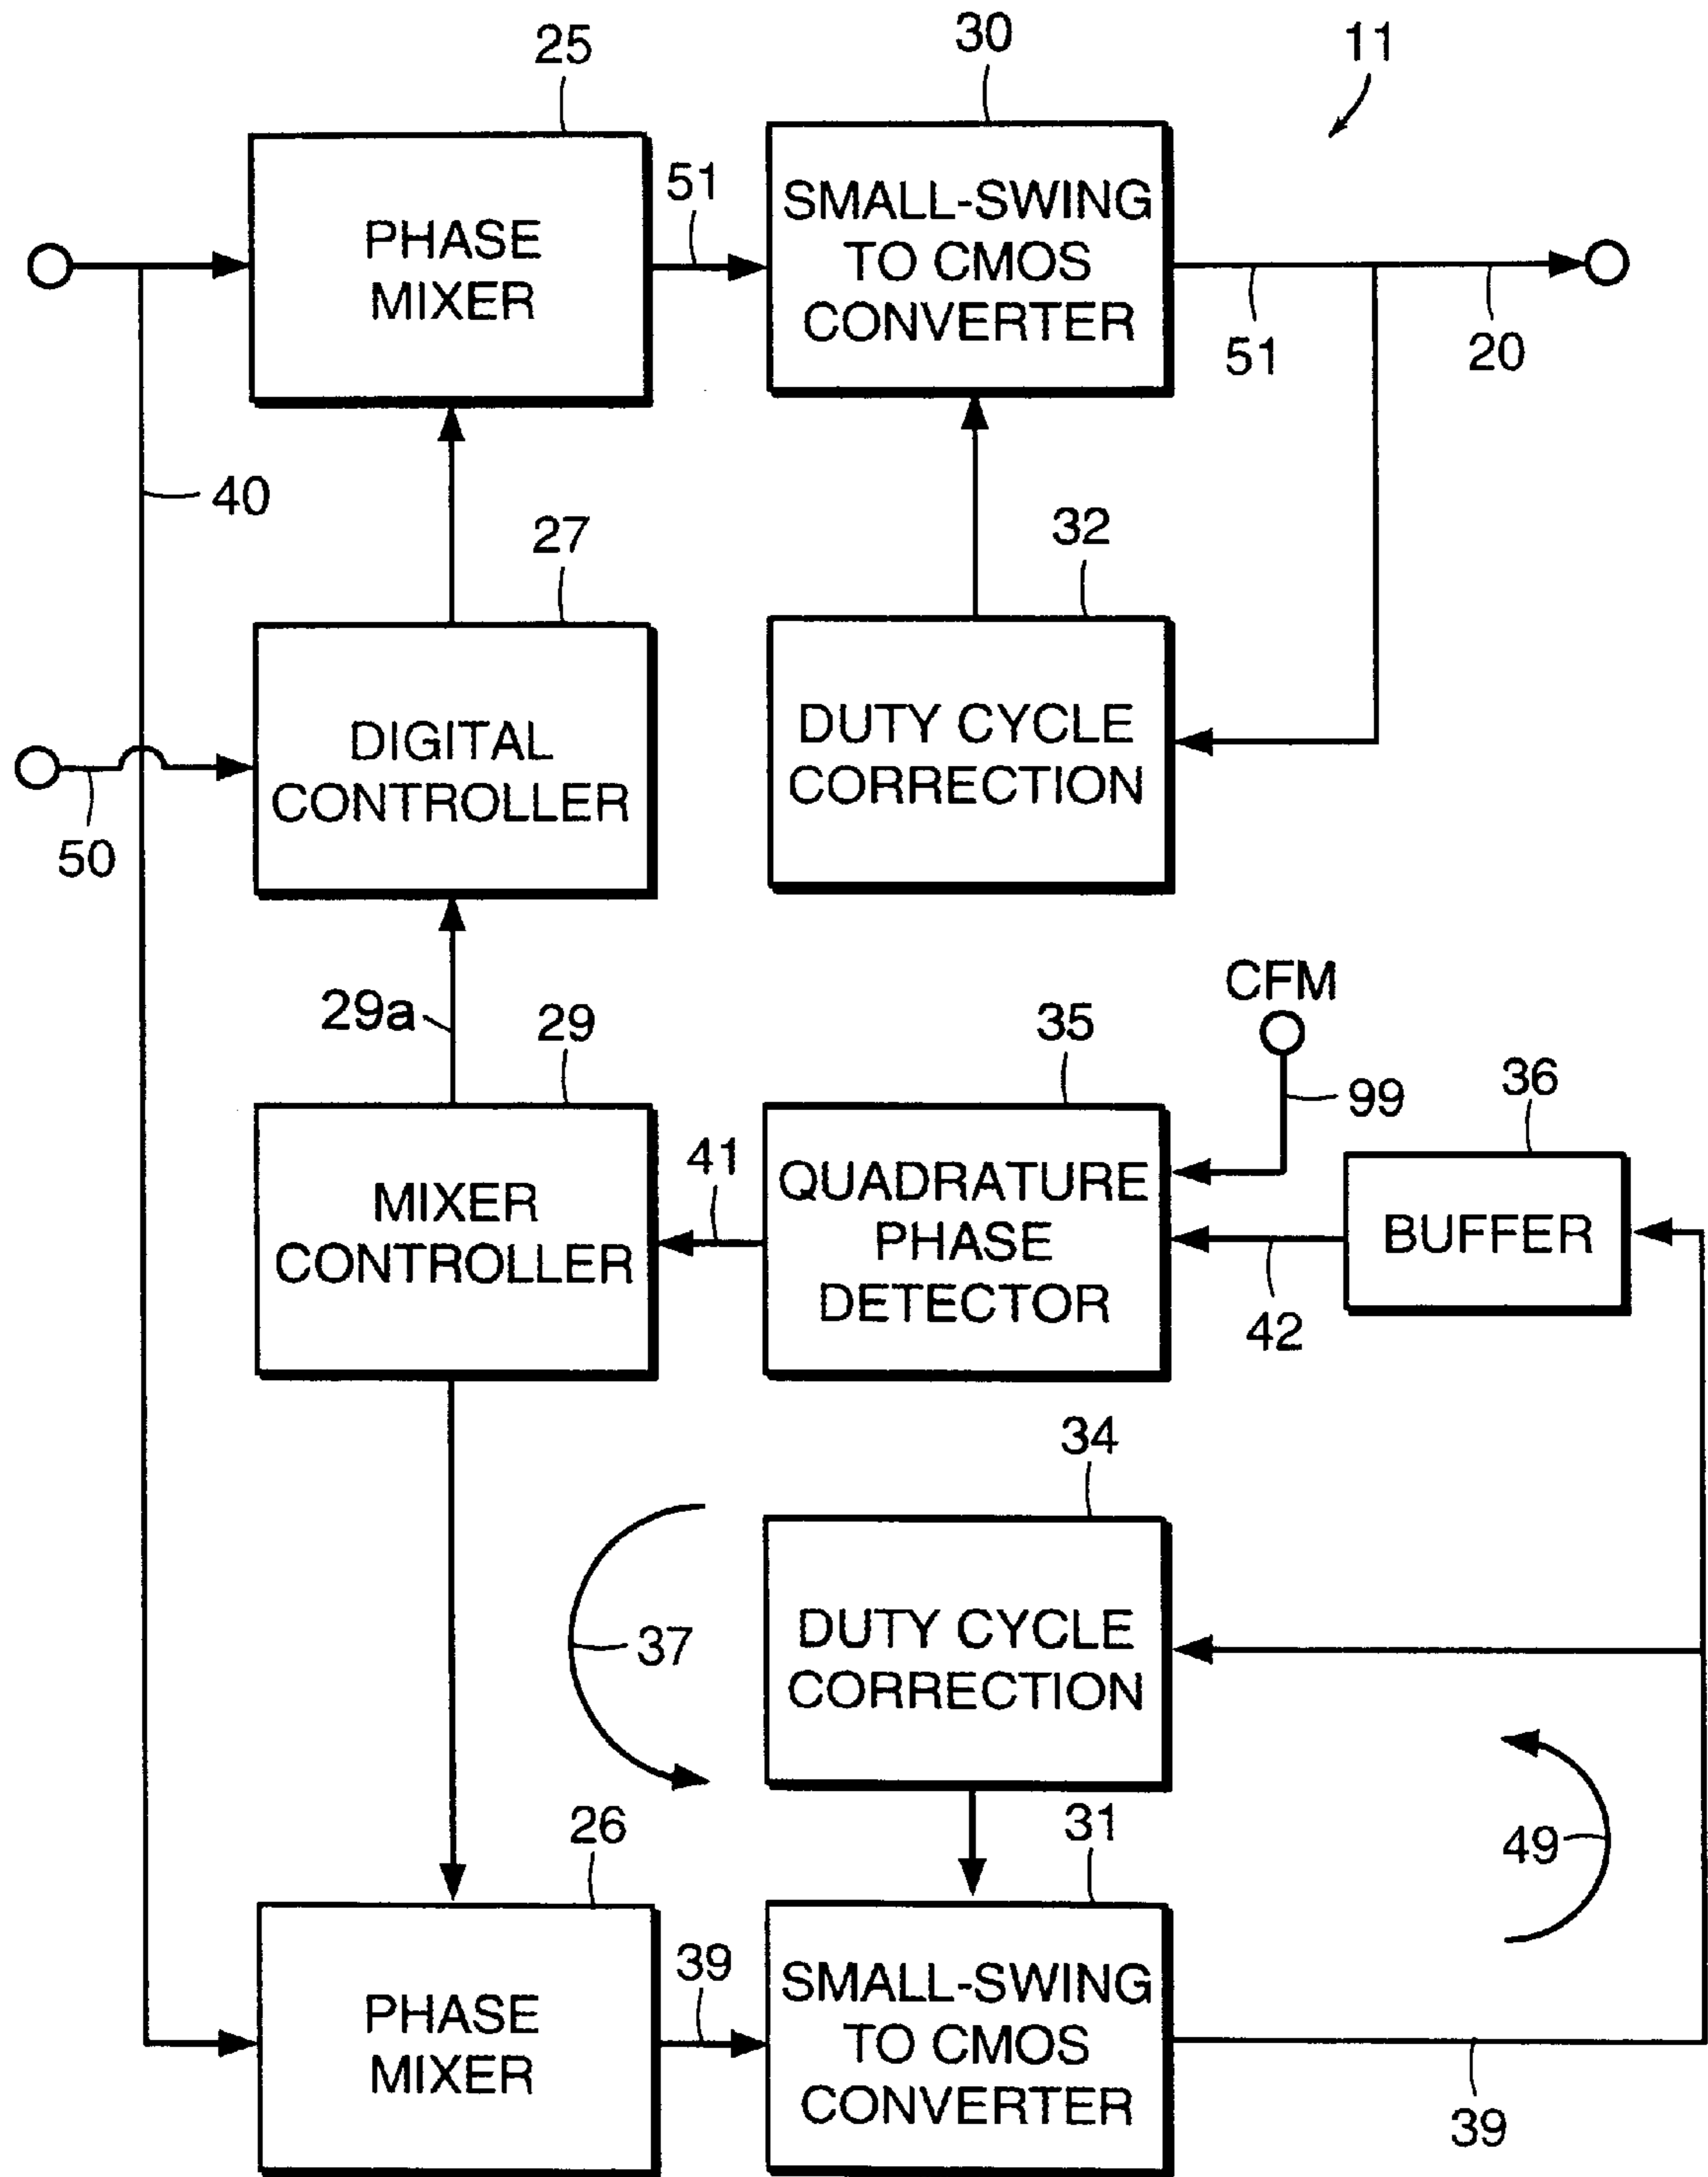 25
30
11
PHASE
MIXER
51
SMALL-SWING
TO CMOS
CONVERTER
51
20
40
27
32
DIGITAL
CONTROLLER
DUTY CYCLE
CORRECTION
50
29a
29
35
CFM
99
36
MIXER
CONTROLLER
41
QUADRATURE
PHASE
DETECTOR
42
BUFFER
34
37
DUTY CYCLE
CORRECTION
49
26
31
PHASE
MIXER
39
SMALL-SWING
TO CMOS
CONVERTER
39